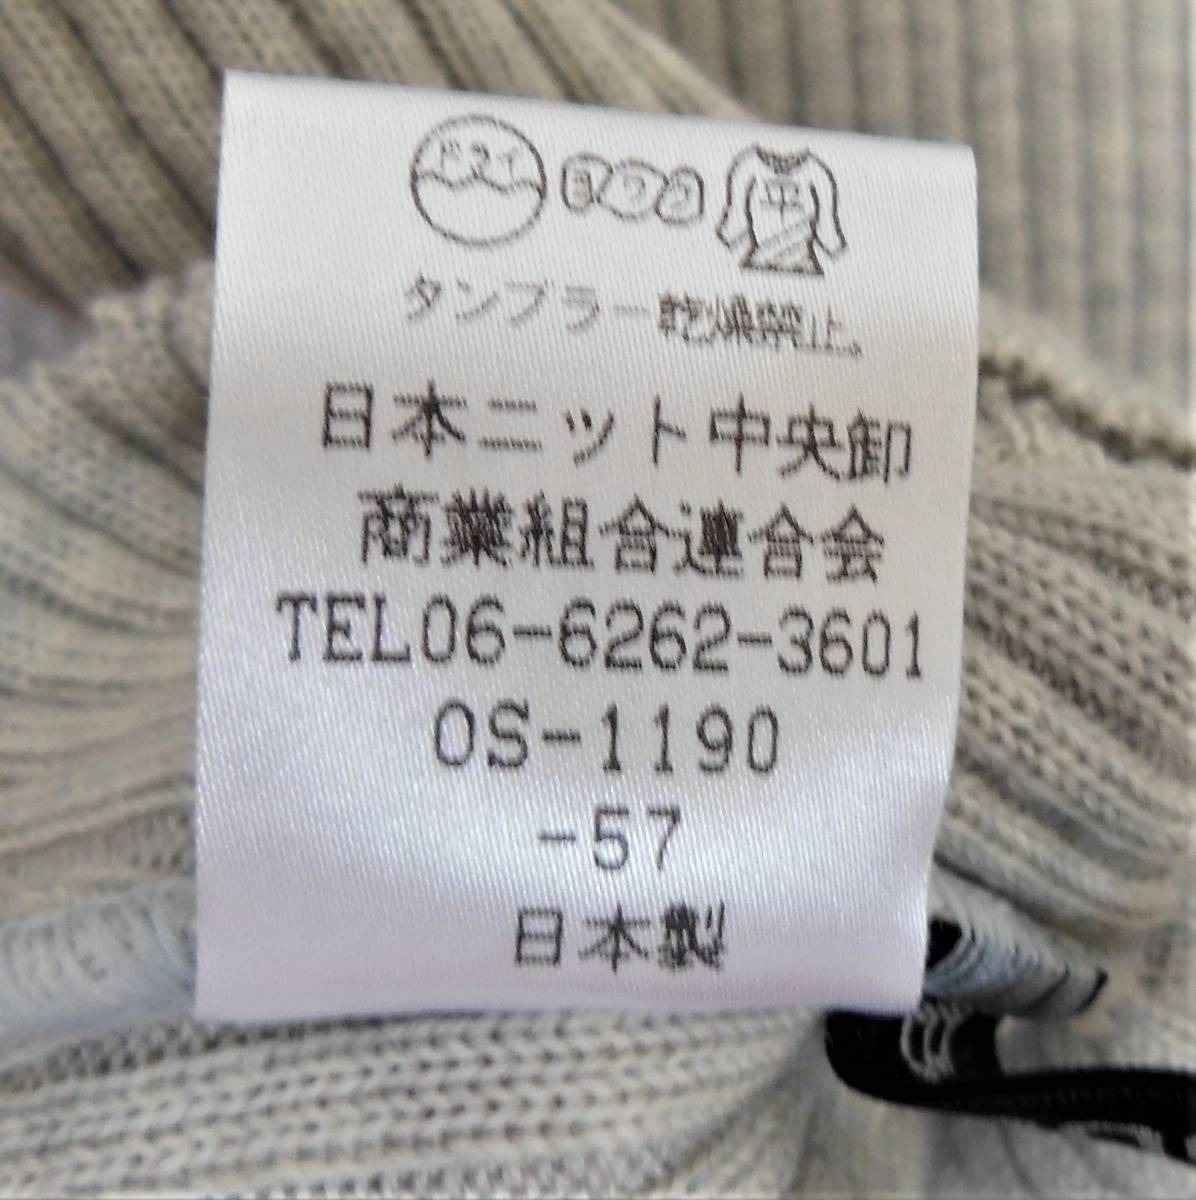 ドライ ヨワク 平
タンブラー乾燥禁止。
日本ニット中央卸
商業組合連合会
TEL06-6262-3601
OS-1190
-57
日本製